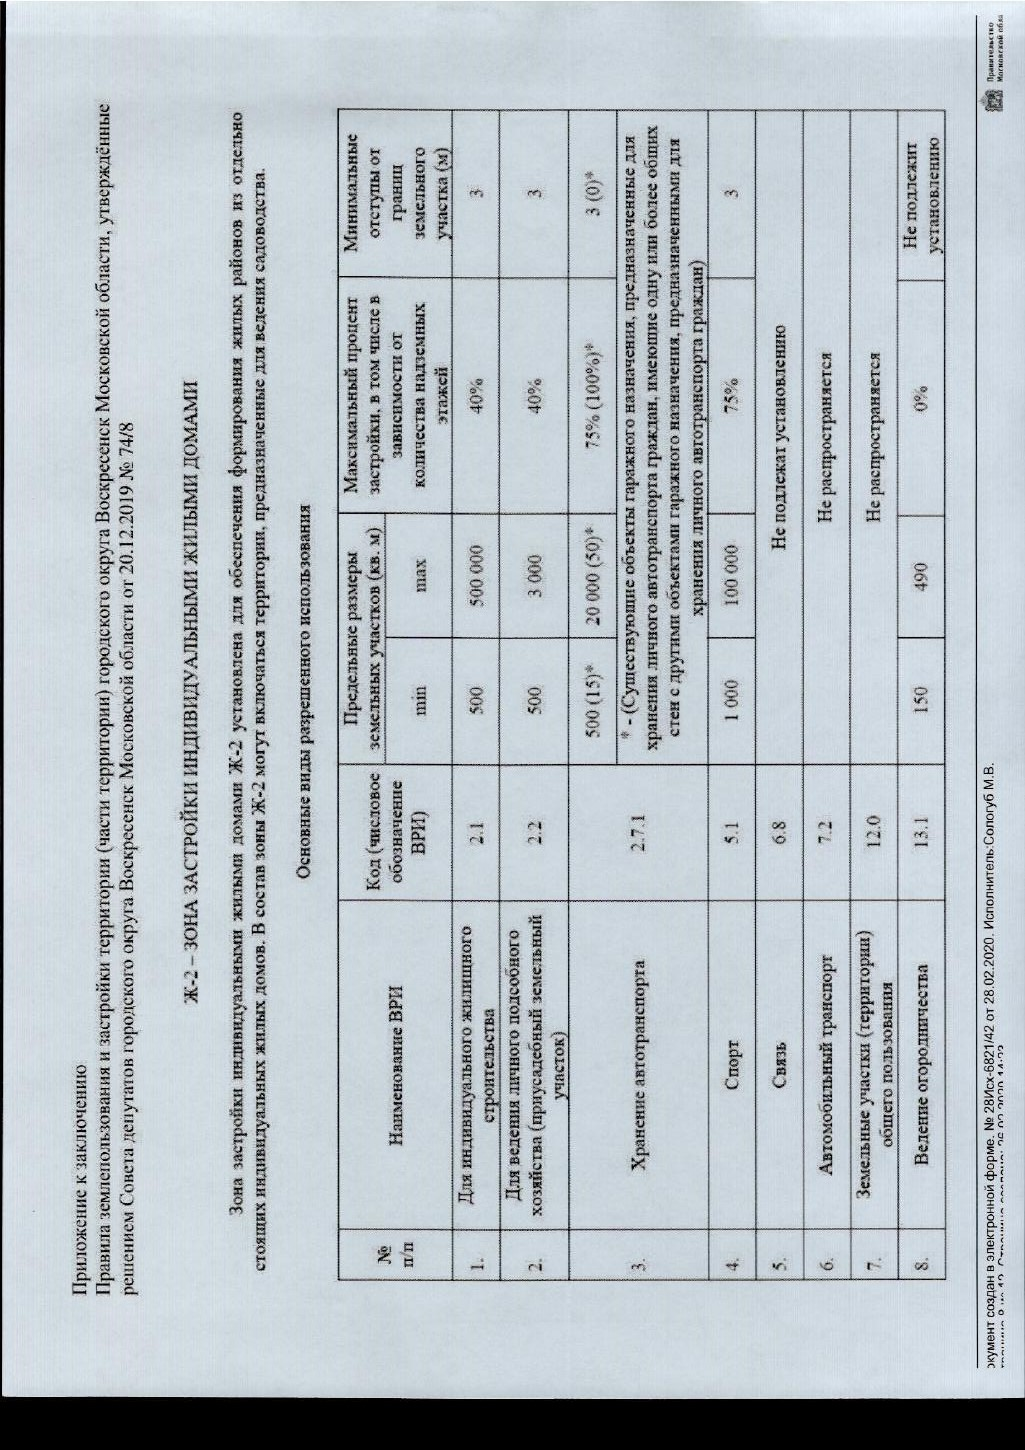 Приложение к заключению
Правила землепользования и застройки территории (части территории) городского округа Воскресенск Московской области, утверждённые
решением Совета депутатов городского округа Воскресенск Московской области от 20.12.2019 № 74/8
Ж-2 – ЗОНА ЗАСТРОЙКИ ИНДИВИДУАЛЬНЫМИ ЖИЛЫМИ ДОМАМИ
Зона застройки индивидуальными жилыми домами Ж-2 установлена для обеспечения формирования жилых районов из отдельно
стоящих индивидуальных жилых домов. В состав зоны Ж-2 могут включаться территории, предназначенные для ведения садоводства.
Основные виды разрешенного использования
№
п/п
Наименование ВРИ
Код (числовое
обозначение
ВРИ)
Предельные размеры
земельных участков (кв. м)
min
max
Максимальный процент
застройки, в том числе в
зависимости от
количества надземных
этажей
Минимальные
отступы от
границ
земельного
участка (м)
1.
Для индивидуального жилищного
строительства
2.1
500
500 000
40%
3
2.
Для ведения личного подсобного
хозяйства (приусадебный земельный
участок)
2.2
500
3 000
40%
3
3.
Хранение автотранспорта
2.7.1
500 (15)*
20 000 (50)*
75% (100%)*
3 (0)*
* - (Существующие объекты гаражного назначения, предназначенные для
хранения личного автотранспорта граждан, имеющие одну или более общих
стен с другими объектами гаражного назначения, предназначенными для
хранения личного автотранспорта граждан)
4.
Спорт
5.1
1 000
100 000
75%
3
5.
Связь
6.8
Не подлежат установлению
6.
Автомобильный транспорт
7.2
Не распространяется
7.
Земельные участки (территории)
общего пользования
12.0
Не распространяется
8.
Ведение огородничества
13.1
150
490
0%
Не подлежит
установлению
окумент создан в электронной форме. № 28Исх-6821/42 от 28.02.2020. Исполнитель:Сологуб М.В.
Правительство
Московской обла